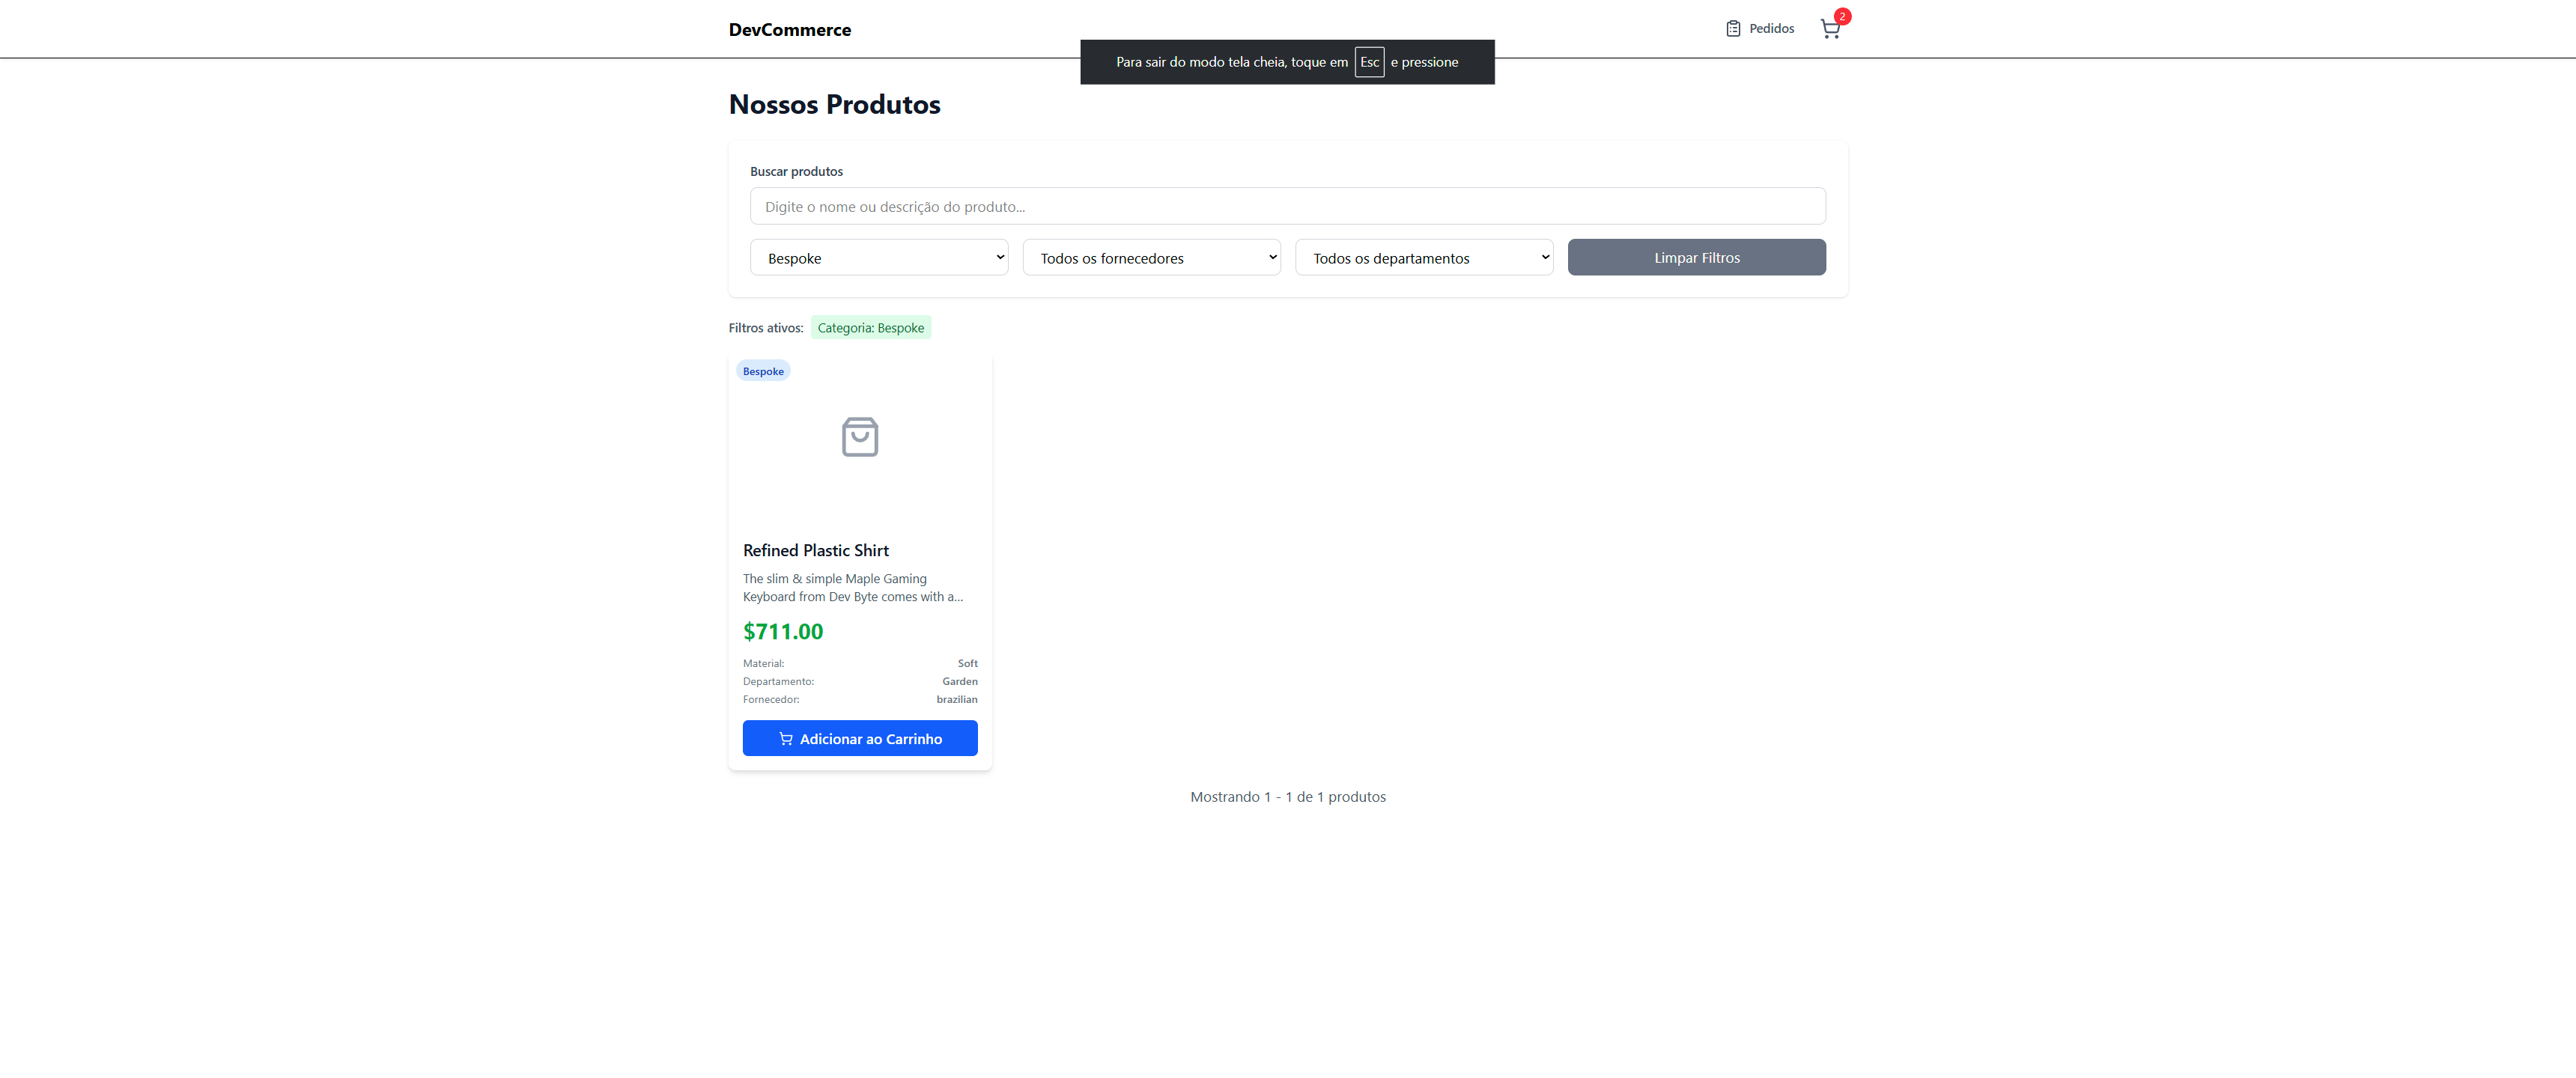 DevCommerce
Pedidos
2
Para sair do modo tela cheia, toque em Esc e pressione
Nossos Produtos
Buscar produtos
Digite o nome ou descrição do produto...
Bespoke
Todos os fornecedores
Todos os departamentos
Limpar Filtros
Filtros ativos: Categoria: Bespoke
Bespoke
Refined Plastic Shirt
The slim & simple Maple Gaming
Keyboard from Dev Byte comes with a...
$711.00
Material: Soft
Departamento: Garden
Fornecedor: brazilian
Adicionar ao Carrinho
Mostrando 1 - 1 de 1 produtos